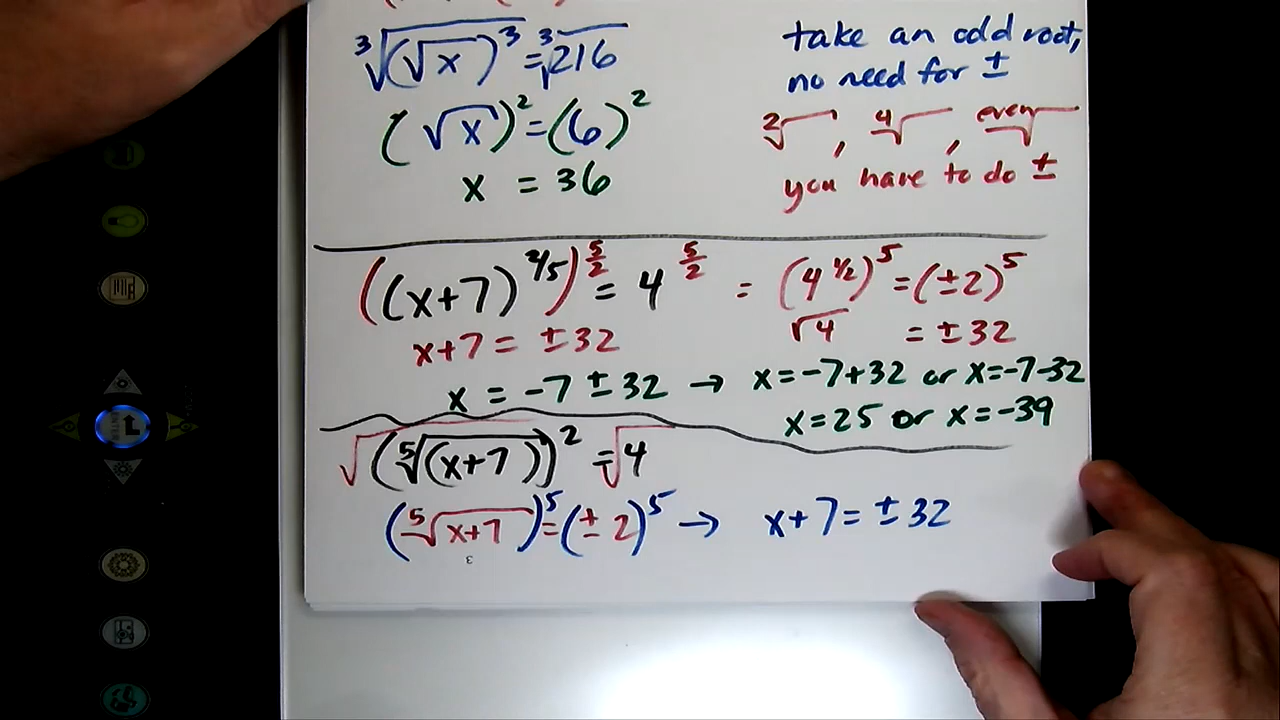 ∛(√x)³ = ∛216
(√x)² = (6)²
x = 36
take an odd root,
no need for ±
²√ , ⁴√ , even√
you have to do ±
((x+7)^(2/5))^(5/2) = 4^(5/2) = (4^(1/2))⁵ = (±2)⁵
√4 = ±32
x+7 = ±32
x = -7 ± 32 → x=-7+32 or x=-7-32
x=25 or x=-39
√(⁵√(x+7))² = √4
(⁵√x+7)⁵ = (±2)⁵ → x+7 = ±32
3